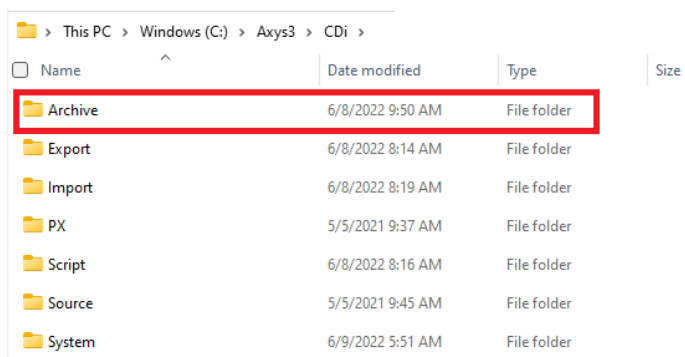 > This PC > Windows (C:) > Axys3 > CDi >
Name Date modified Type Size
Archive 6/8/2022 9:50 AM File folder
Export 6/8/2022 8:14 AM File folder
Import 6/8/2022 8:19 AM File folder
PX 5/5/2021 9:37 AM File folder
Script 6/8/2022 8:16 AM File folder
Source 5/5/2021 9:45 AM File folder
System 6/9/2022 5:51 AM File folder